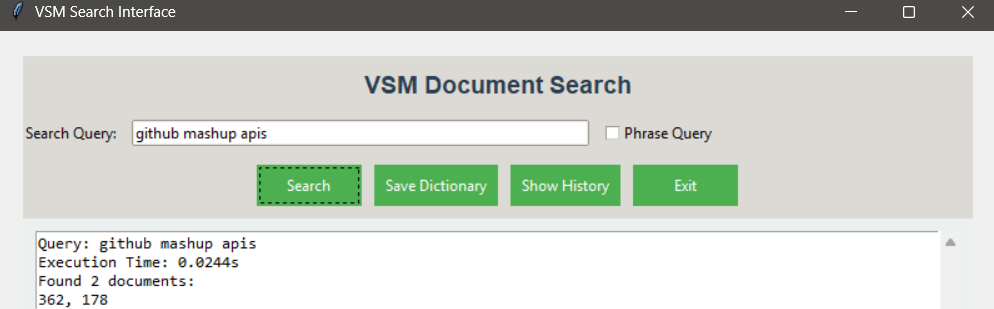 VSM Search Interface
VSM Document Search
Search Query: github mashup apis Phrase Query
Search Save Dictionary Show History Exit
Query: github mashup apis
Execution Time: 0.0244s
Found 2 documents:
362, 178